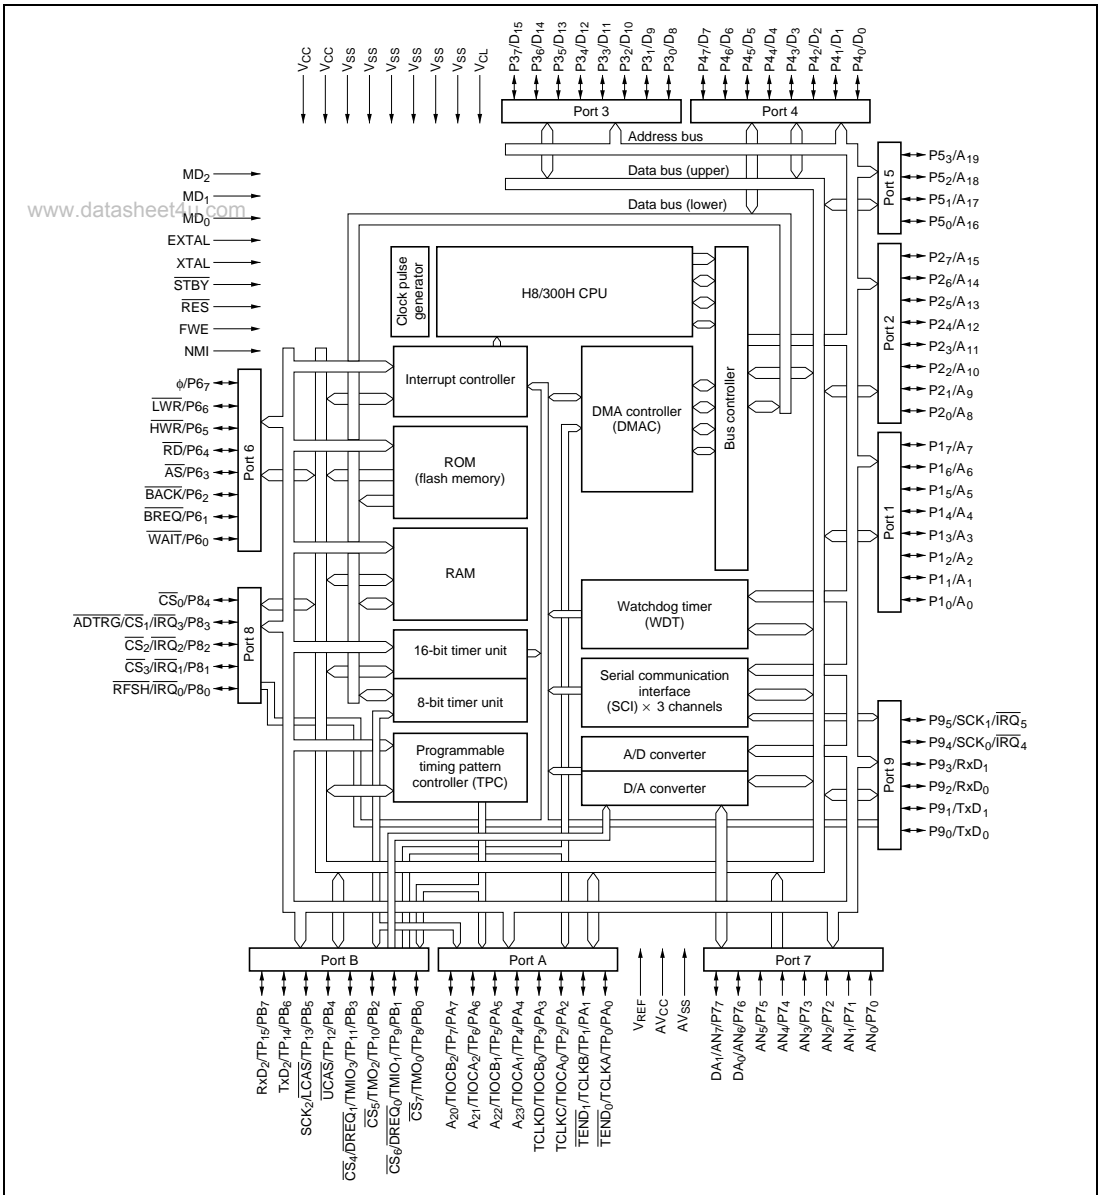 VCC
VCC
VSS
VSS
VSS
VSS
VSS
VSS
VCL
P37/D15
P36/D14
P35/D13
P34/D12
P33/D11
P32/D10
P31/D9
P30/D8
P47/D7
P46/D6
P45/D5
P44/D4
P43/D3
P42/D2
P41/D1
P40/D0
Port 3
Port 4
Address bus
Data bus (upper)
Data bus (lower)
MD2
MD1
www.datasheet4u.com
MD0
EXTAL
XTAL
STBY
RES
FWE
NMI
φ/P67
LWR/P66
HWR/P65
RD/P64
AS/P63
BACK/P62
BREQ/P61
WAIT/P60
Port 6
CS0/P84
ADTRG/CS1/IRQ3/P83
CS2/IRQ2/P82
CS3/IRQ1/P81
RFSH/IRQ0/P80
Port 8
Clock pulse
generator
H8/300H CPU
Interrupt controller
DMA controller
(DMAC)
Bus controller
ROM
(flash memory)
RAM
Watchdog timer
(WDT)
16-bit timer unit
8-bit timer unit
Serial communication
interface
(SCI) × 3 channels
Programmable
timing pattern
controller (TPC)
A/D converter
D/A converter
Port 5
P53/A19
P52/A18
P51/A17
P50/A16
Port 2
P27/A15
P26/A14
P25/A13
P24/A12
P23/A11
P22/A10
P21/A9
P20/A8
Port 1
P17/A7
P16/A6
P15/A5
P14/A4
P13/A3
P12/A2
P11/A1
P10/A0
Port 9
P95/SCK1/IRQ5
P94/SCK0/IRQ4
P93/RxD1
P92/RxD0
P91/TxD1
P90/TxD0
Port B
Port A
Port 7
RxD2/TP15/PB7
TxD2/TP14/PB6
SCK2/LCAS/TP13/PB5
UCAS/TP12/PB4
CS4/DREQ1/TMIO3/TP11/PB3
CS5/TMO2/TP10/PB2
CS6/DREQ0/TMIO1/TP9/PB1
CS7/TMO0/TP8/PB0
A20/TIOCB2/TP7/PA7
A21/TIOCA2/TP6/PA6
A22/TIOCB1/TP5/PA5
A23/TIOCA1/TP4/PA4
TCLKD/TIOCB0/TP3/PA3
TCLKC/TIOCA0/TP2/PA2
TEND1/TCLKB/TP1/PA1
TEND0/TCLKA/TP0/PA0
VREF
AVCC
AVSS
DA1/AN7/P77
DA0/AN6/P76
AN5/P75
AN4/P74
AN3/P73
AN2/P72
AN1/P71
AN0/P70